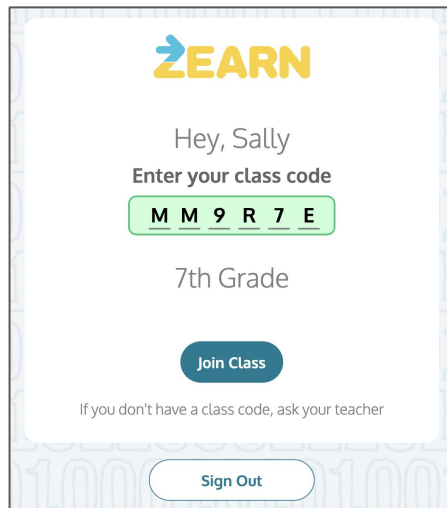 ZEARN
Hey, Sally
Enter your class code
M M 9 R 7 E
7th Grade
Join Class
If you don't have a class code, ask your teacher
Sign Out